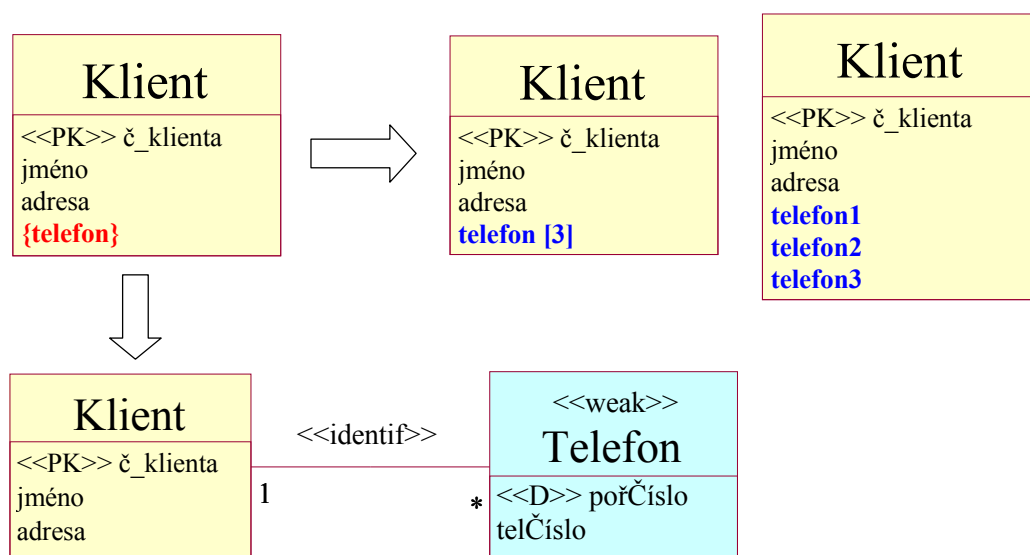 Klient
<<PK>> č_klienta
jméno
adresa
{telefon}
Klient
<<PK>> č_klienta
jméno
adresa
telefon [3]
Klient
<<PK>> č_klienta
jméno
adresa
telefon1
telefon2
telefon3
Klient
<<PK>> č_klienta
jméno
adresa
<<identif>>
1
*
<<weak>>
Telefon
<<D>> pořČíslo
telČíslo